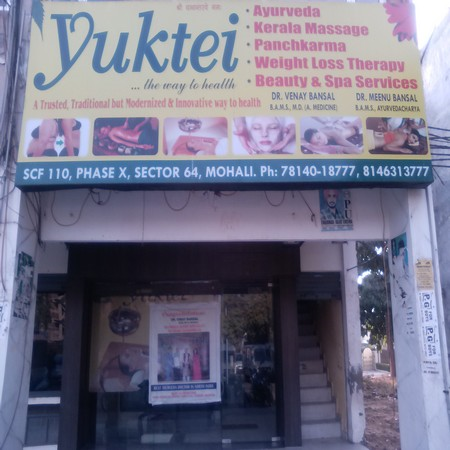 Yuktei
... the way to health
A Trusted, Traditional but Modernized & Innovative way to health
• Ayurveda
• Kerala Massage
• Panchkarma
• Weight Loss Therapy
• Beauty & Spa Services
DR. VENAY BANSAL
B.A.M.S., M.D. (A. MEDICINE)
DR. MEENU BANSAL
B.A.M.S., AYURVEDACHARYA
SCF 110, PHASE X, SECTOR 64, MOHALI. Ph: 78140-18777, 8146313777